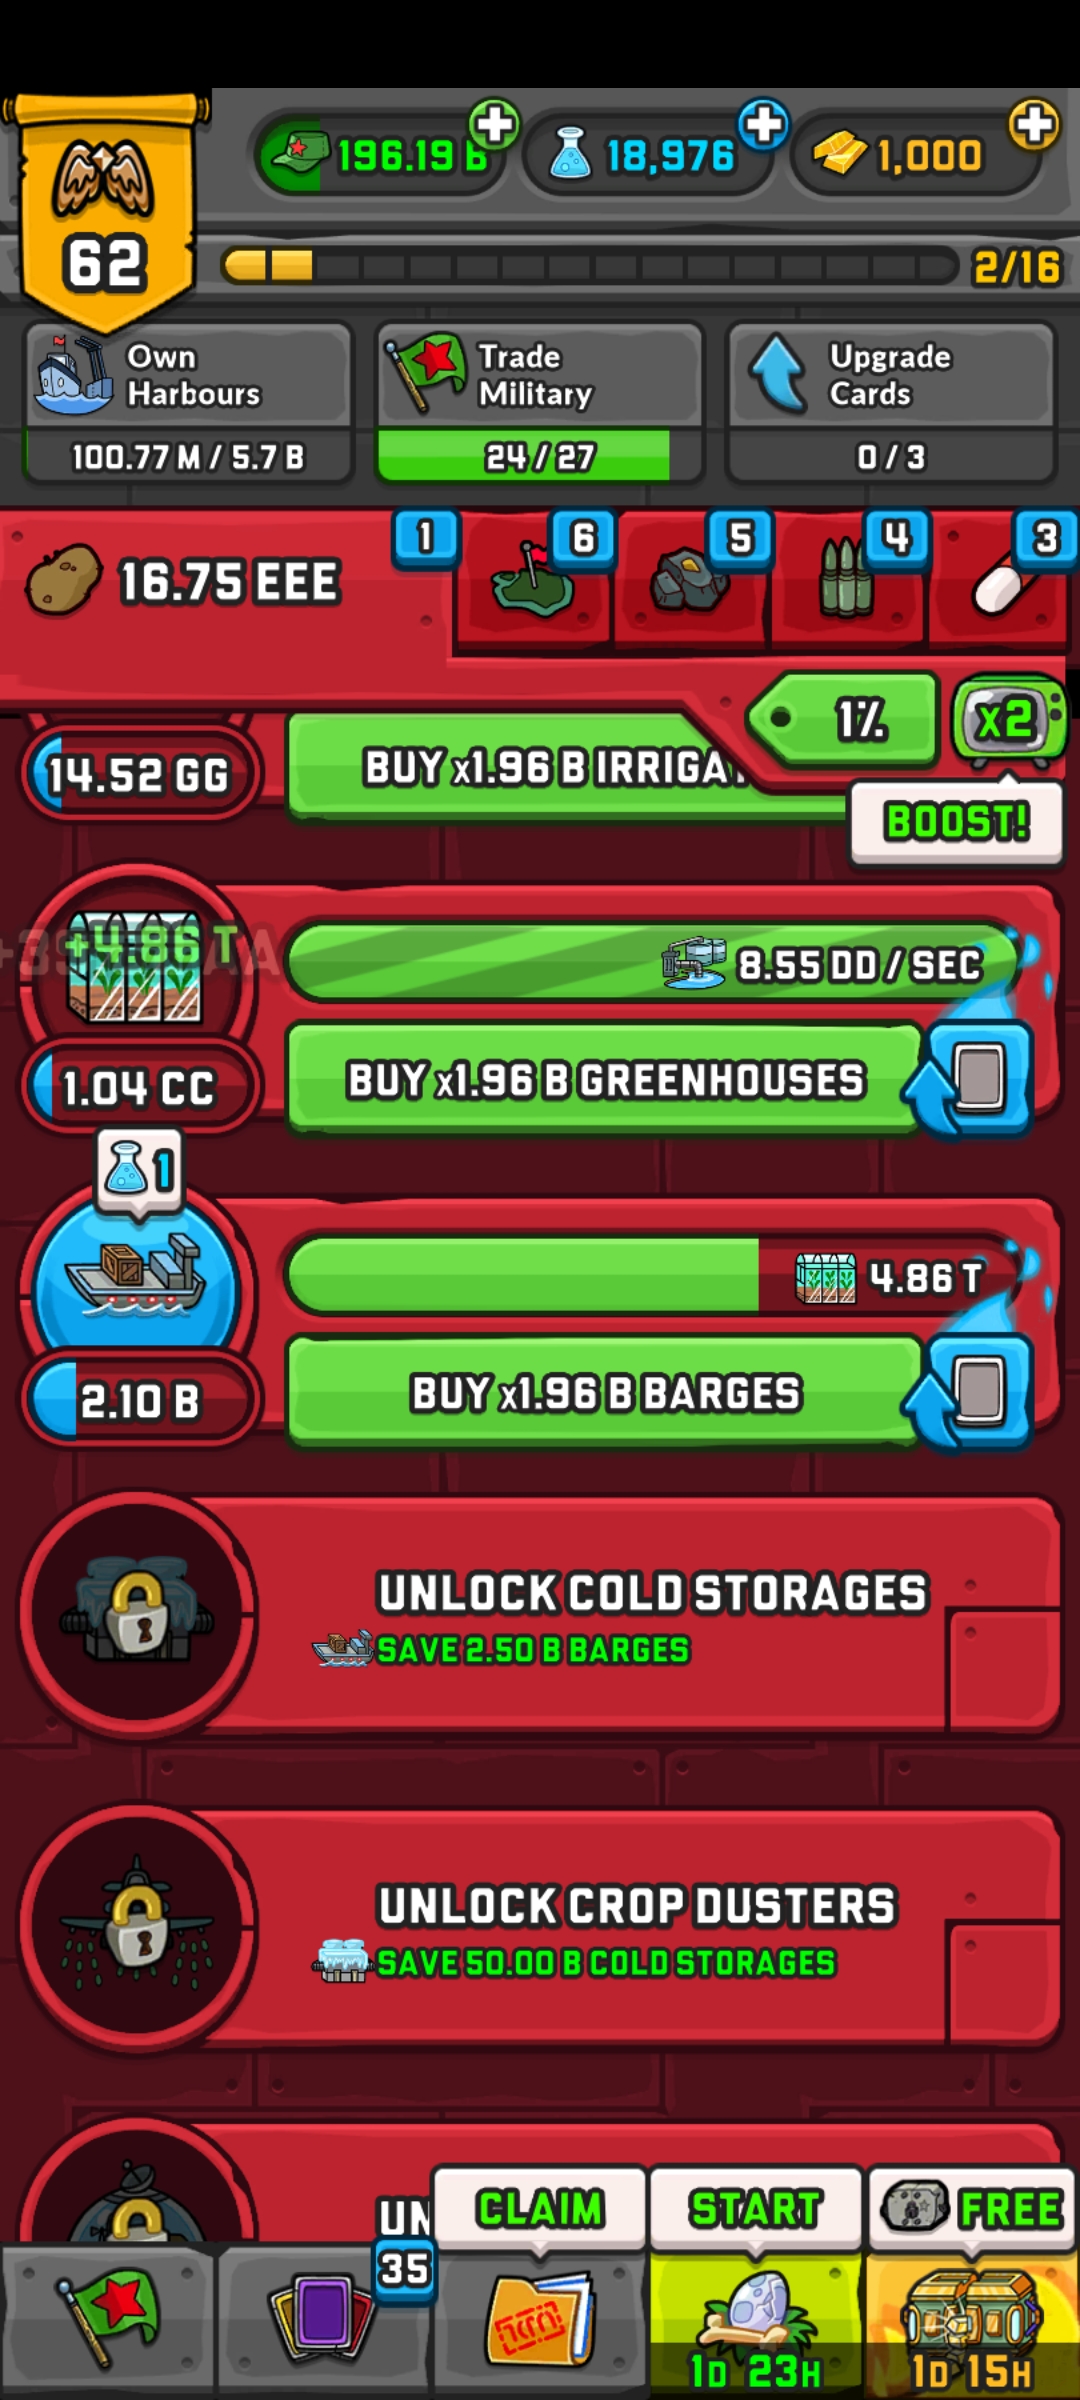 196.19 B
18,976
1,000
62
2/16
Own
Harbours
Trade
Military
Upgrade
Cards
100.77 M / 5.7 B
24 / 27
0 / 3
1
6
5
4
3
16.75 EEE
1%
x2
14.52 GG
BUY x1.96 B IRRIGA
BOOST!
+4.86 T
8.55 DD / SEC
1.04 CC
BUY x1.96 B GREENHOUSES
1
4.86 T
2.10 B
BUY x1.96 B BARGES
UNLOCK COLD STORAGES
SAVE 2.50 B BARGES
UNLOCK CROP DUSTERS
SAVE 50.00 B COLD STORAGES
UN
CLAIM
START
FREE
35
1D 23H
1D 15H